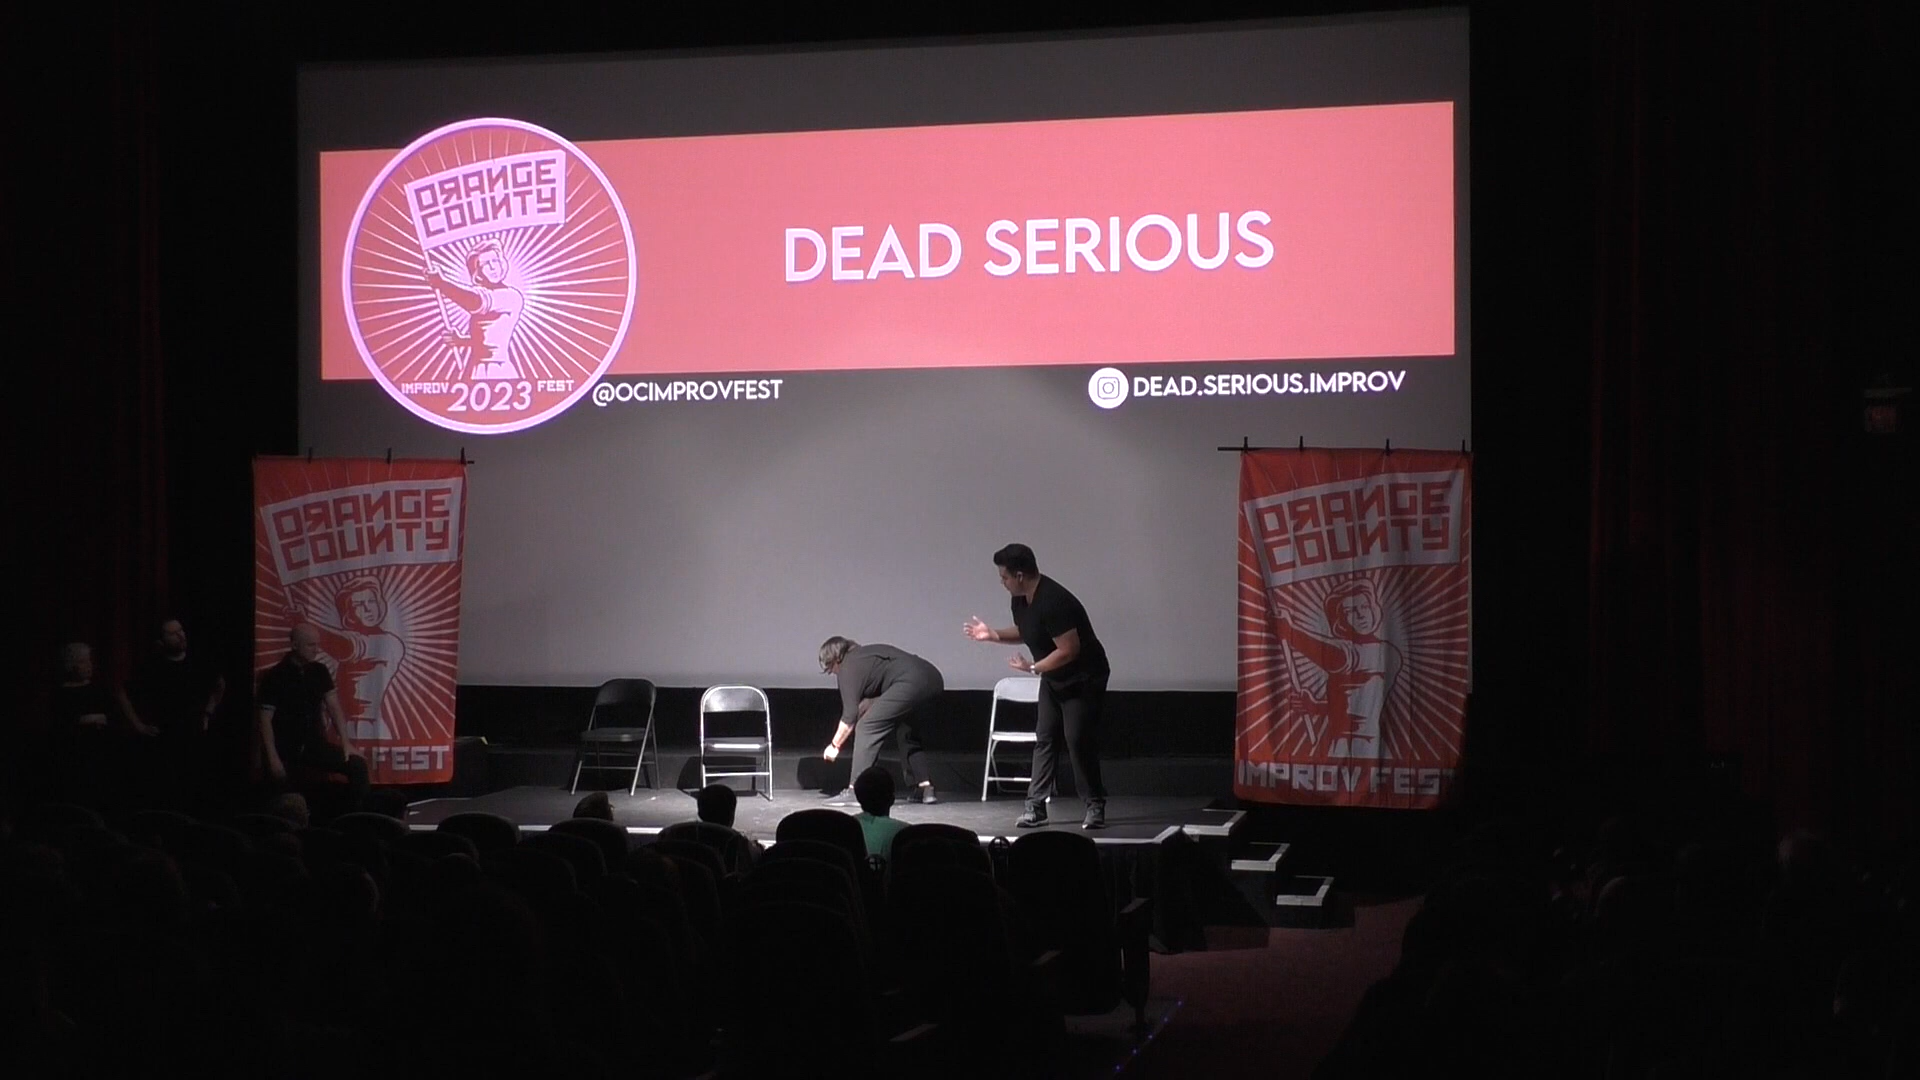 ORANGE
COUNTY
IMPROV 2023 FEST
DEAD SERIOUS
@OCIMPROVFEST
DEAD.SERIOUS.IMPROV
ORANGE
COUNTY
FEST
ORANGE
COUNTY
IMPROV FEST